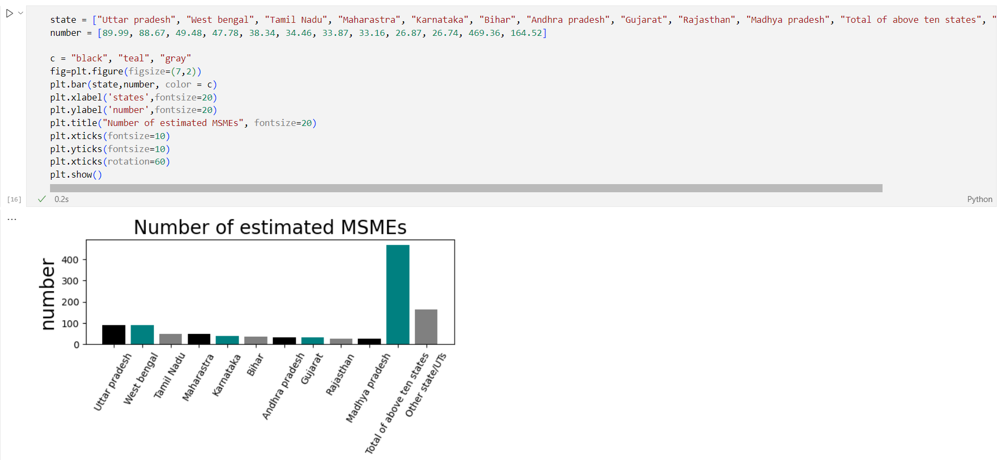 state = ["Uttar pradesh", "West bengal", "Tamil Nadu", "Maharastra", "Karnataka", "Bihar", "Andhra pradesh", "Gujarat", "Rajasthan", "Madhya pradesh", "Total of above ten states", "
number = [89.99, 88.67, 49.48, 47.78, 38.34, 34.46, 33.87, 33.16, 26.87, 26.74, 469.36, 164.52]
c = "black", "teal", "gray"
fig=plt.figure(figsize=(7,2))
plt.bar(state,number, color = c)
plt.xlabel('states',fontsize=20)
plt.ylabel('number',fontsize=20)
plt.title("Number of estimated MSMEs", fontsize=20)
plt.xticks(fontsize=10)
plt.yticks(fontsize=10)
plt.xticks(rotation=60)
plt.show()
[16]
0.2s
Python
...
Number of estimated MSMEs
number
400
300
200
100
0
Uttar pradesh
West bengal
Tamil Nadu
Maharastra
Karnataka
Bihar
Andhra pradesh
Gujarat
Rajasthan
Madhya pradesh
Total of above ten states
Other state/UTs